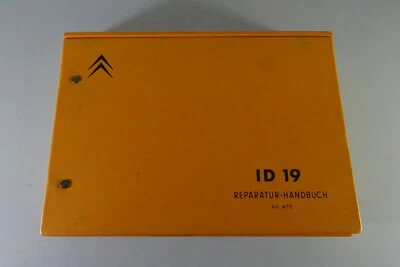 ID 19
REPARATUR-HANDBUCH